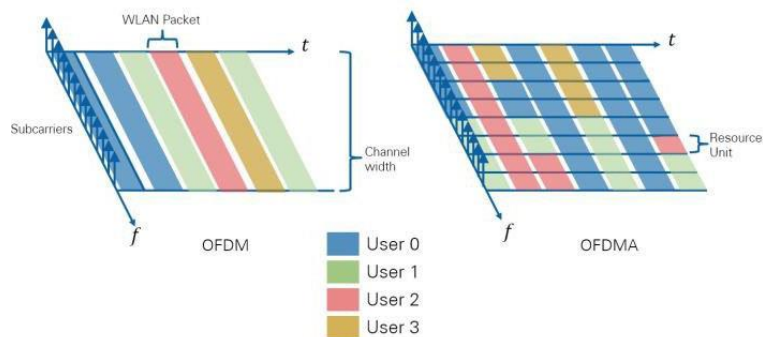 WLAN Packet
t
Subcarriers
Channel
width
f
OFDM
t
Resource
Unit
f
OFDMA
User 0
User 1
User 2
User 3